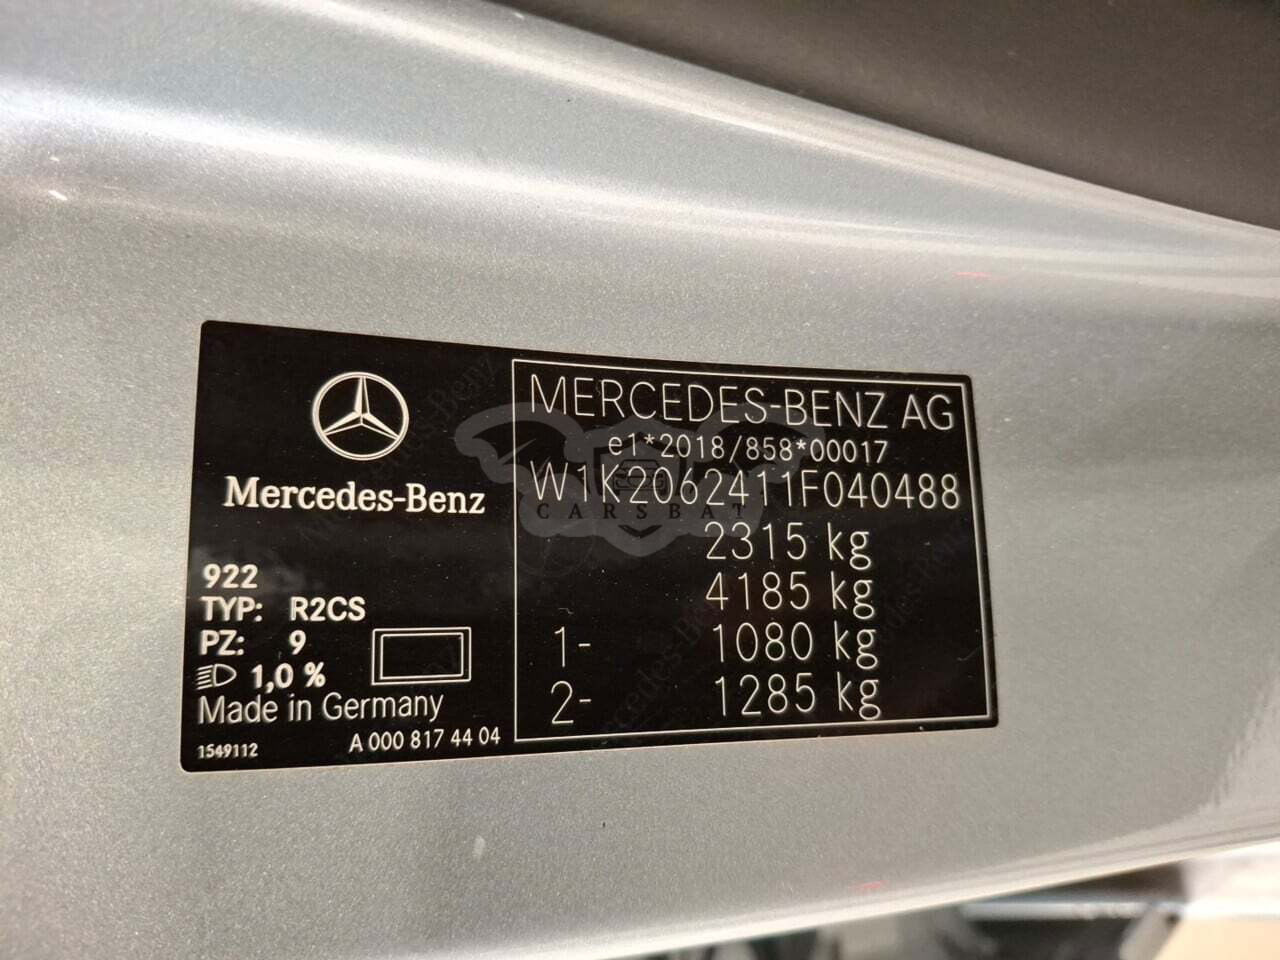 Mercedes-Benz
922
TYP: R2CS
PZ: 9
1,0 %
Made in Germany
1549112 A 000 817 44 04
MERCEDES-BENZ AG
e1*2018/858*00017
W1K2062411F040488
CARSBAT
2315 kg
4185 kg
1- 1080 kg
2- 1285 kg